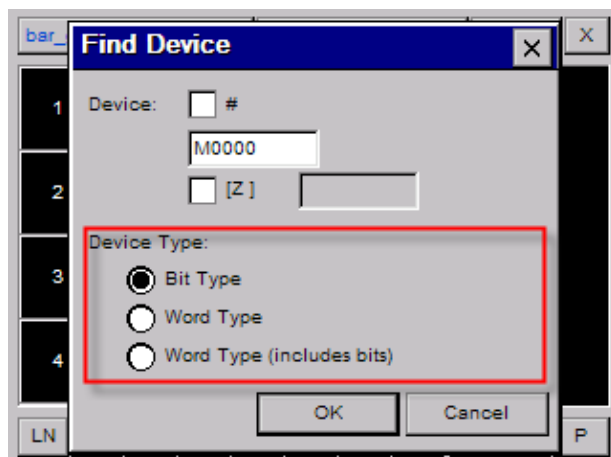 bar_
Find Device
X
1
Device:
#
M0000
2
[Z ]
Device Type:
3
Bit Type
Word Type
4
Word Type (includes bits)
OK
Cancel
LN
P